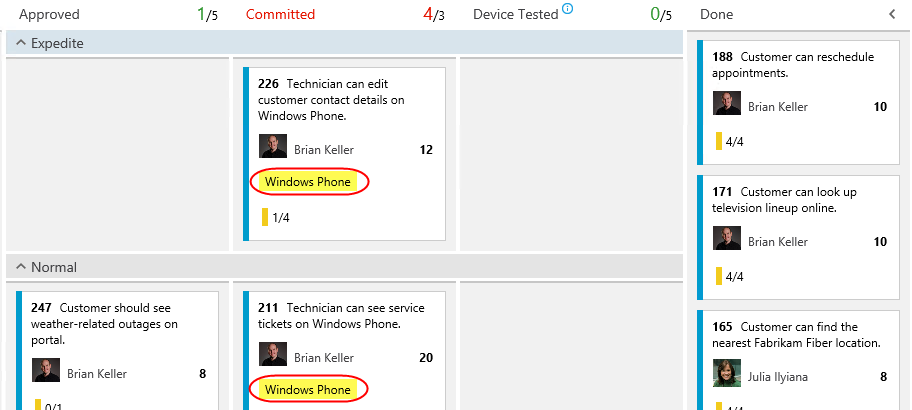 Approved 1/5
Committed 4/3
Device Tested 0/5
Done
Expedite
226 Technician can edit
customer contact details on
Windows Phone.
Brian Keller 12
Windows Phone
1/4
Normal
247 Customer should see
weather-related outages on
portal.
Brian Keller 8
0/1
211 Technician can see service
tickets on Windows Phone.
Brian Keller 20
Windows Phone
188 Customer can reschedule
appointments.
Brian Keller 10
4/4
171 Customer can look up
television lineup online.
Brian Keller 10
4/4
165 Customer can find the
nearest Fabrikam Fiber location.
Julia Ilyiana 8
4/4